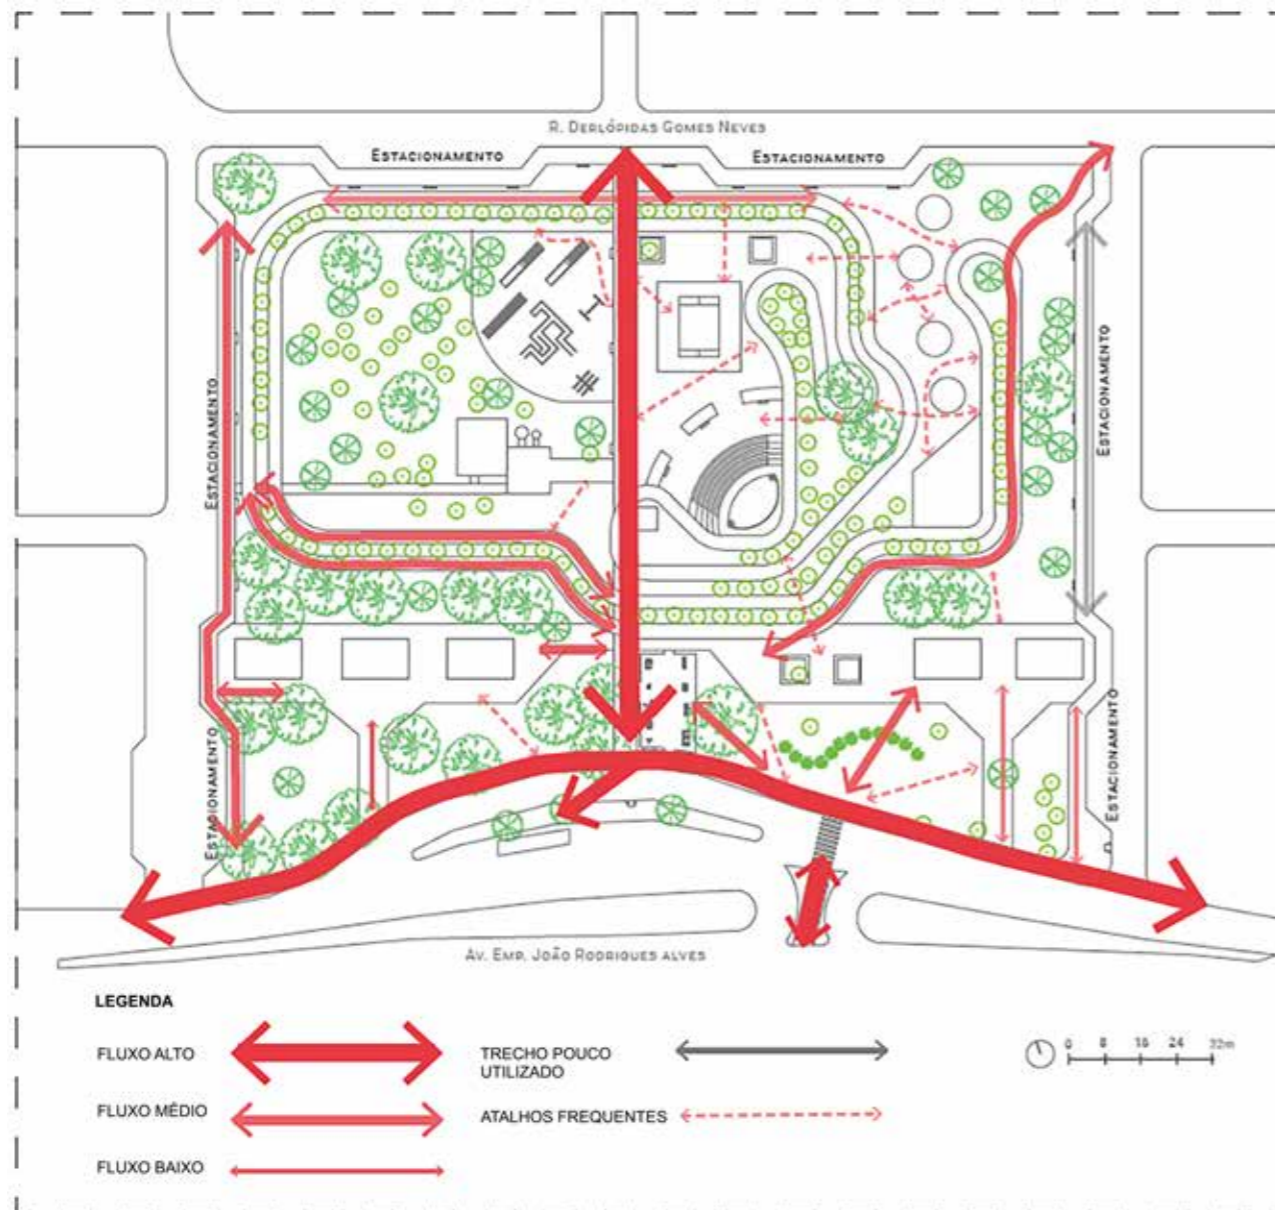 R. Derlópidas Gomes Neves
Estacionamento
Estacionamento
Estacionamento
Estacionamento
Estacionamento
Estacionamento
Av. Emp. João Rodrigues alves
LEGENDA
FLUXO ALTO
TRECHO POUCO
UTILIZADO
FLUXO MÉDIO
ATALHOS FREQUENTES
FLUXO BAIXO
0 8 16 24 32m